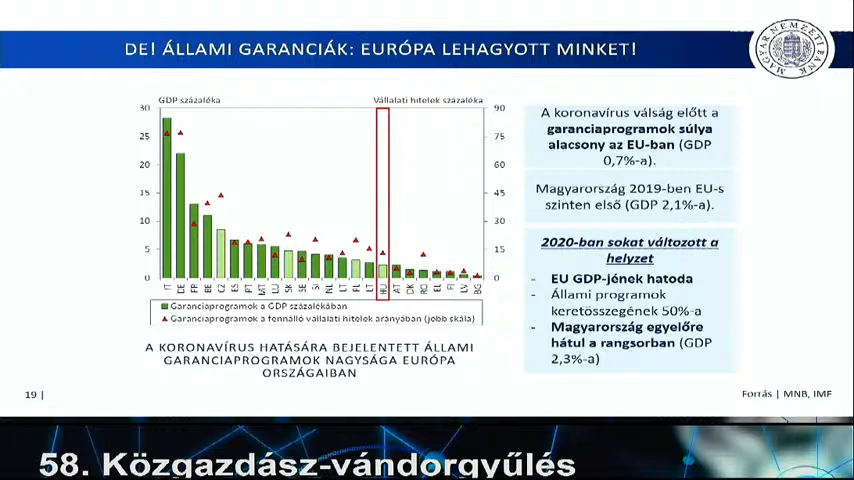 DE! ÁLLAMI GARANCIÁK: EURÓPA LEHAGYOTT MINKET!
MAGYAR NEMZETI BANK
GDP százaléka
Vállalati hitelek százaléka
30 90
25 75
20 60
15 45
10 30
5 15
0 0
IT DE FR BE CZ ES PT MT LU SK SE SI NL LT PL LT HU AT DK RO EL FI LV BG
Garanciaprogramok a GDP százalékában
Garanciaprogramok a fennálló vállalati hitelek arányában (jobb skála)
A KORONAVÍRUS HATÁSÁRA BEJELENTETT ÁLLAMI
GARANCIAPROGRAMOK NAGYSÁGA EURÓPA
ORSZÁGAIBAN
A koronavírus válság előtt a
garanciaprogramok súlya
alacsony az EU-ban (GDP
0,7%-a).
Magyarország 2019-ben EU-s
szinten első (GDP 2,1%-a).
2020-ban sokat változott a
helyzet
- EU GDP-jének hatoda
- Állami programok
keretösszegének 50%-a
- Magyarország egyelőre
hátul a rangsorban (GDP
2,3%-a)
19 |
Forrás | MNB, IMF
58. Közgazdász-vándorgyűlés